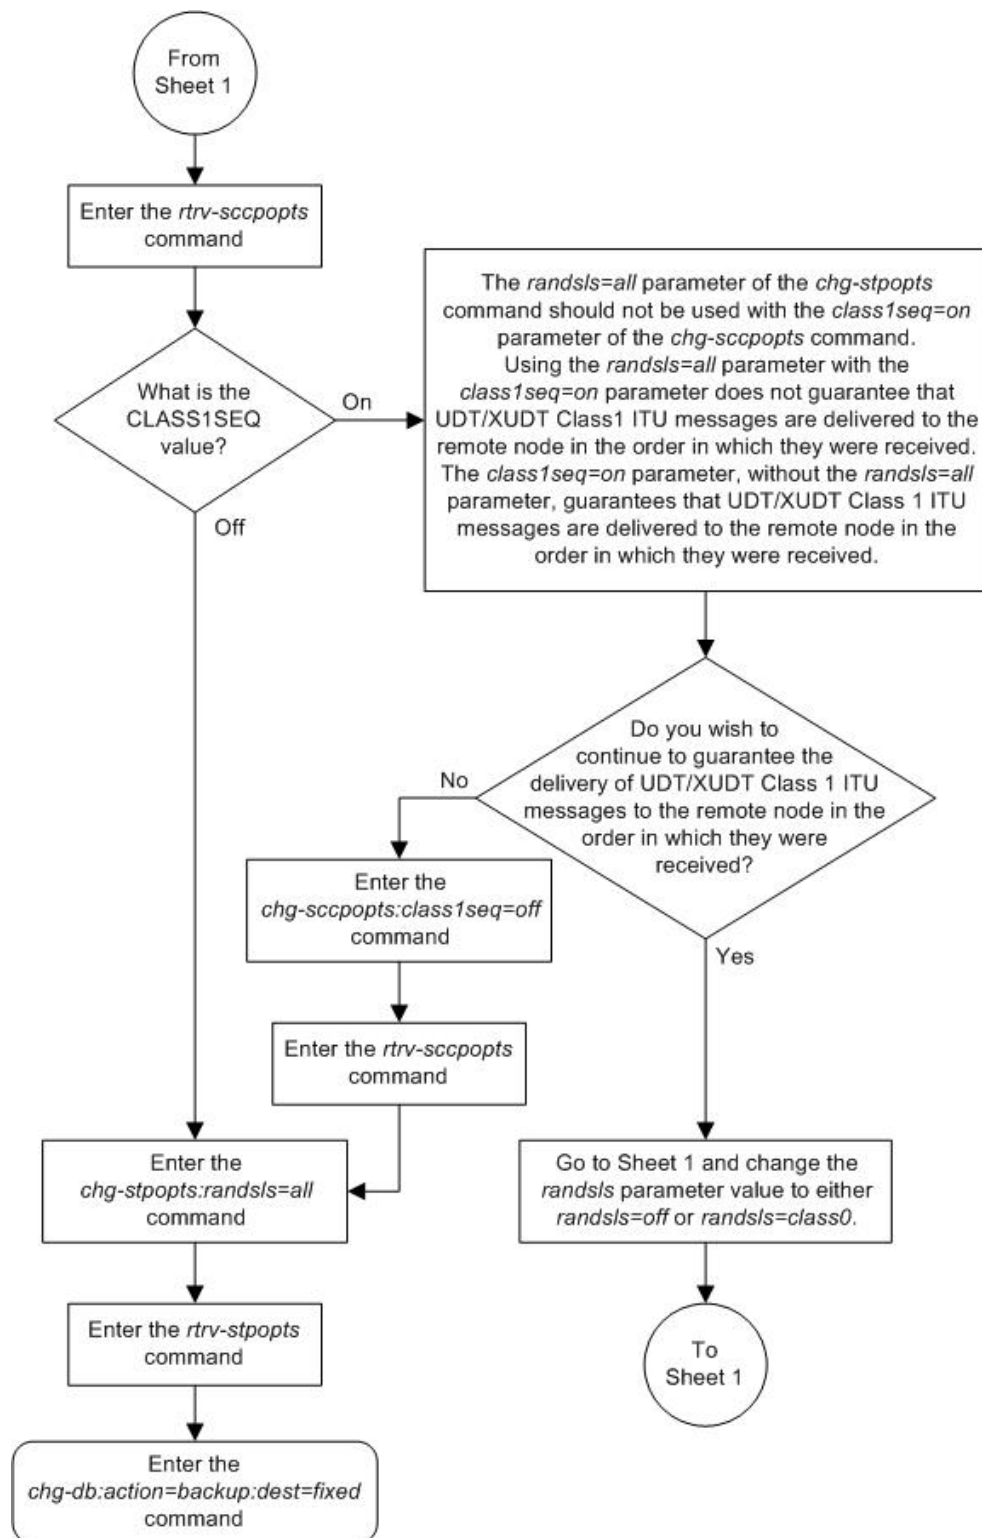 From
Sheet 1
Enter the rtrv-sccpopts
command
What is the
CLASS1SEQ
value?
On
Off
The randsls=all parameter of the chg-stpopts
command should not be used with the class1seq=on
parameter of the chg-sccpopts command.
Using the randsls=all parameter with the
class1seq=on parameter does not guarantee that
UDT/XUDT Class1 ITU messages are delivered to the
remote node in the order in which they were received.
The class1seq=on parameter, without the randsls=all
parameter, guarantees that UDT/XUDT Class 1 ITU
messages are delivered to the remote node in the
order in which they were received.
Do you wish to
continue to guarantee the
delivery of UDT/XUDT Class 1 ITU
messages to the remote node in the
order in which they were
received?
No
Yes
Enter the
chg-sccpopts:class1seq=off
command
Enter the rtrv-sccpopts
command
Enter the
chg-stpopts:randsls=all
command
Go to Sheet 1 and change the
randsls parameter value to either
randsls=off or randsls=class0.
Enter the rtrv-stpopts
command
To
Sheet 1
Enter the
chg-db:action=backup:dest=fixed
command